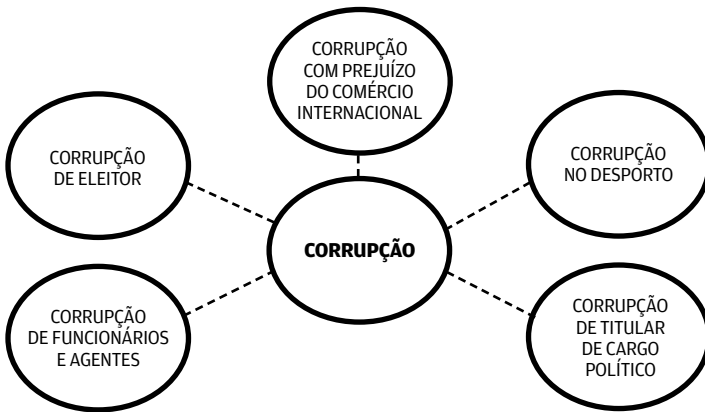 CORRUPÇÃO
COM PREJUÍZO
DO COMÉRCIO
INTERNACIONAL
CORRUPÇÃO
DE ELEITOR
CORRUPÇÃO
NO DESPORTO
CORRUPÇÃO
CORRUPÇÃO
DE FUNCIONÁRIOS
E AGENTES
CORRUPÇÃO
DE TITULAR
DE CARGO
POLÍTICO